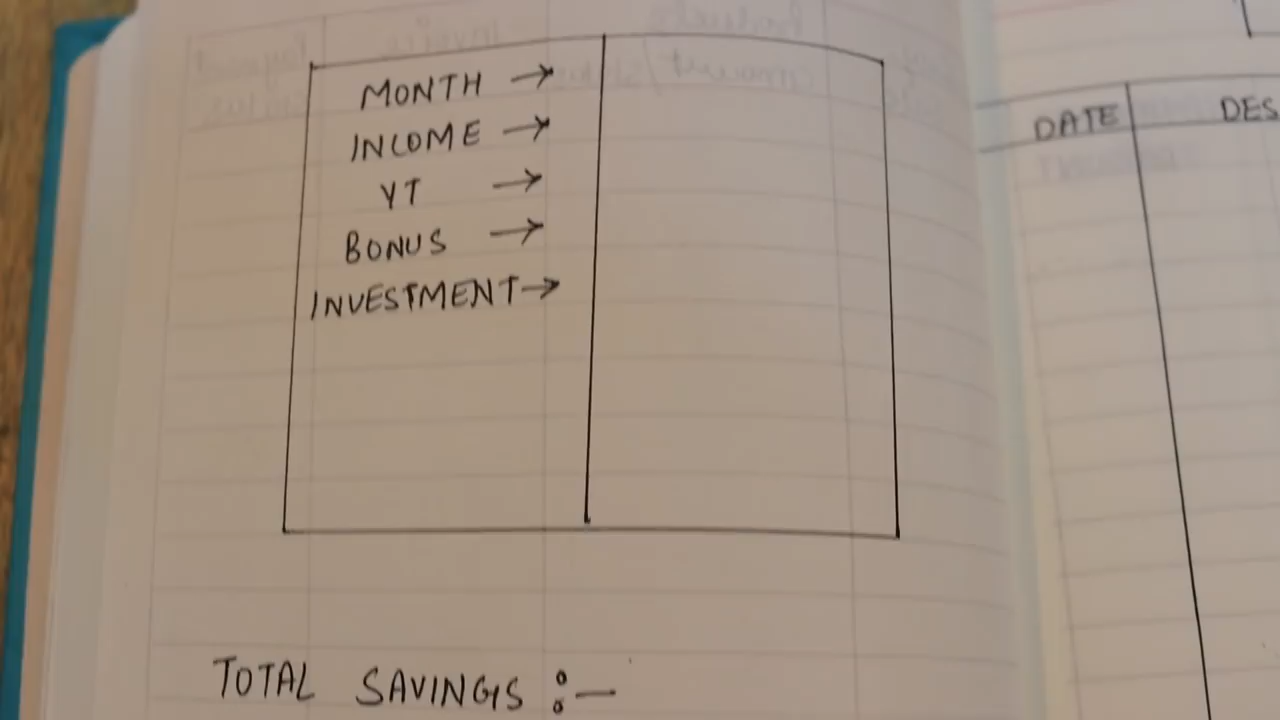 MONTH →
INCOME →
YT →
BONUS →
INVESTMENT →
TOTAL SAVINGS :-
DATE DES